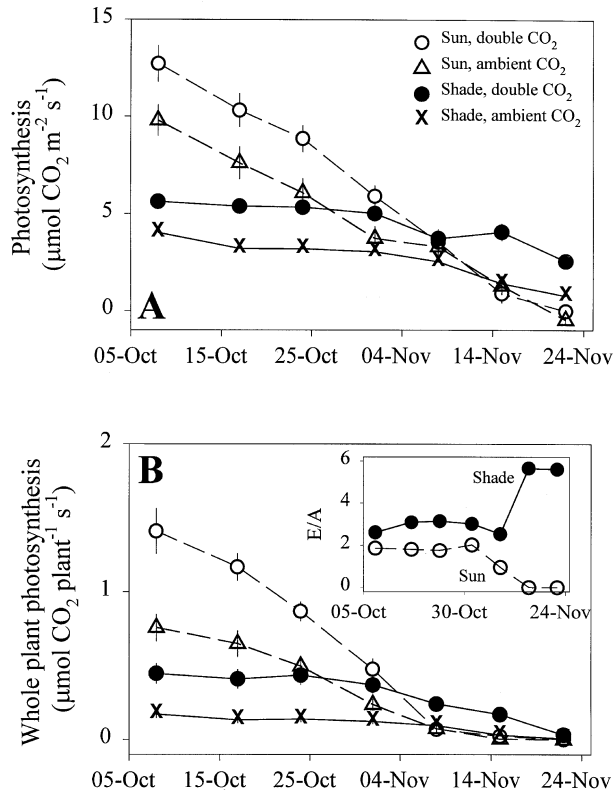 15
10
5
0
Photosynthesis
(μmol CO2 m-2 s-1)
Sun, double CO2
Sun, ambient CO2
Shade, double CO2
Shade, ambient CO2
A
05-Oct 15-Oct 25-Oct 04-Nov 14-Nov 24-Nov
2
1
0
Whole plant photosynthesis
(μmol CO2 plant-1 s-1)
B
6
4
2
0
E/A
Shade
Sun
05-Oct 30-Oct 24-Nov
05-Oct 15-Oct 25-Oct 04-Nov 14-Nov 24-Nov